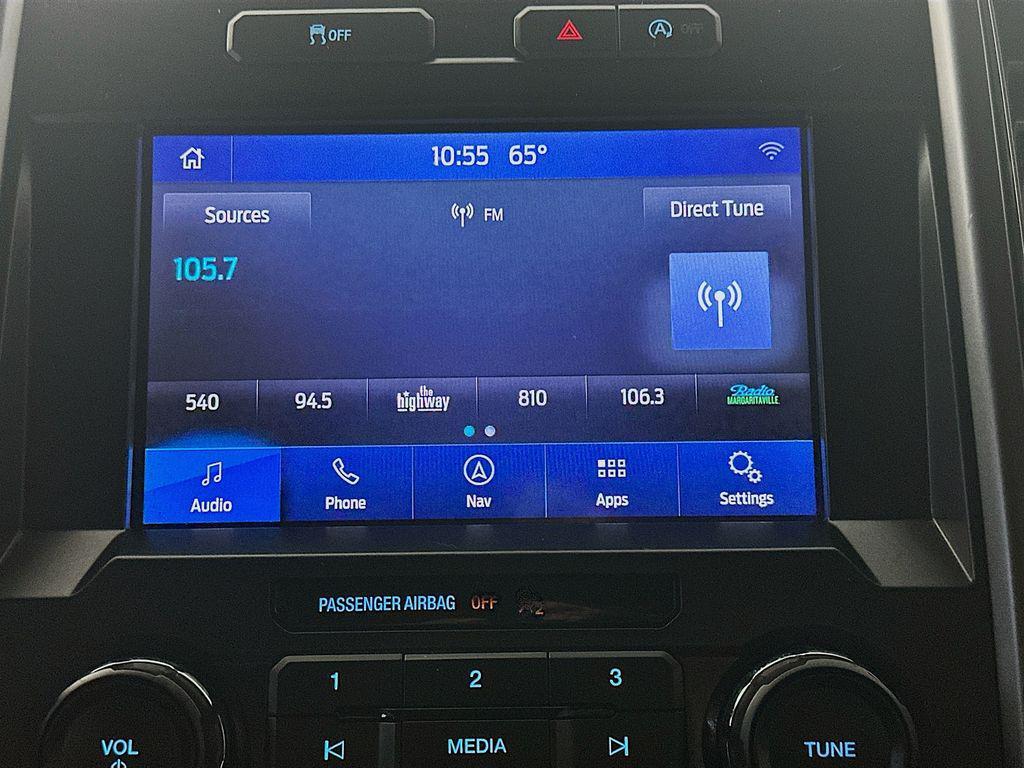 OFF
A OFF
10:55 65°
Sources
FM
Direct Tune
105.7
540
94.5
the highway
810
106.3
Radio MARGARITAVILLE
Audio
Phone
Nav
Apps
Settings
PASSENGER AIRBAG OFF 2
1
2
3
VOL
MEDIA
TUNE